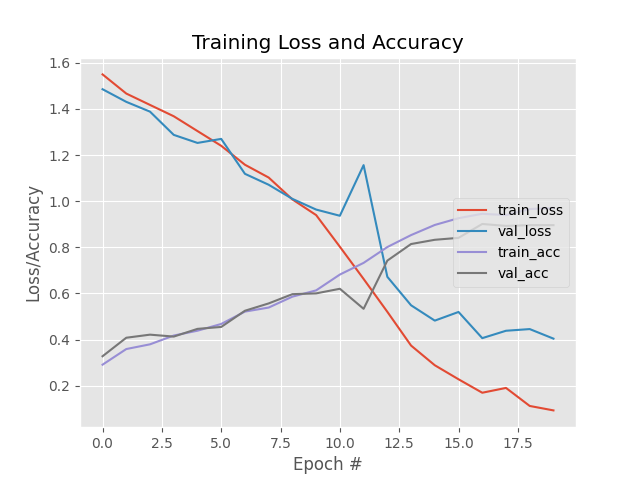 Training Loss and Accuracy
Loss/Accuracy
1.6
1.4
1.2
1.0
0.8
0.6
0.4
0.2
train_loss
val_loss
train_acc
val_acc
0.0 2.5 5.0 7.5 10.0 12.5 15.0 17.5
Epoch #